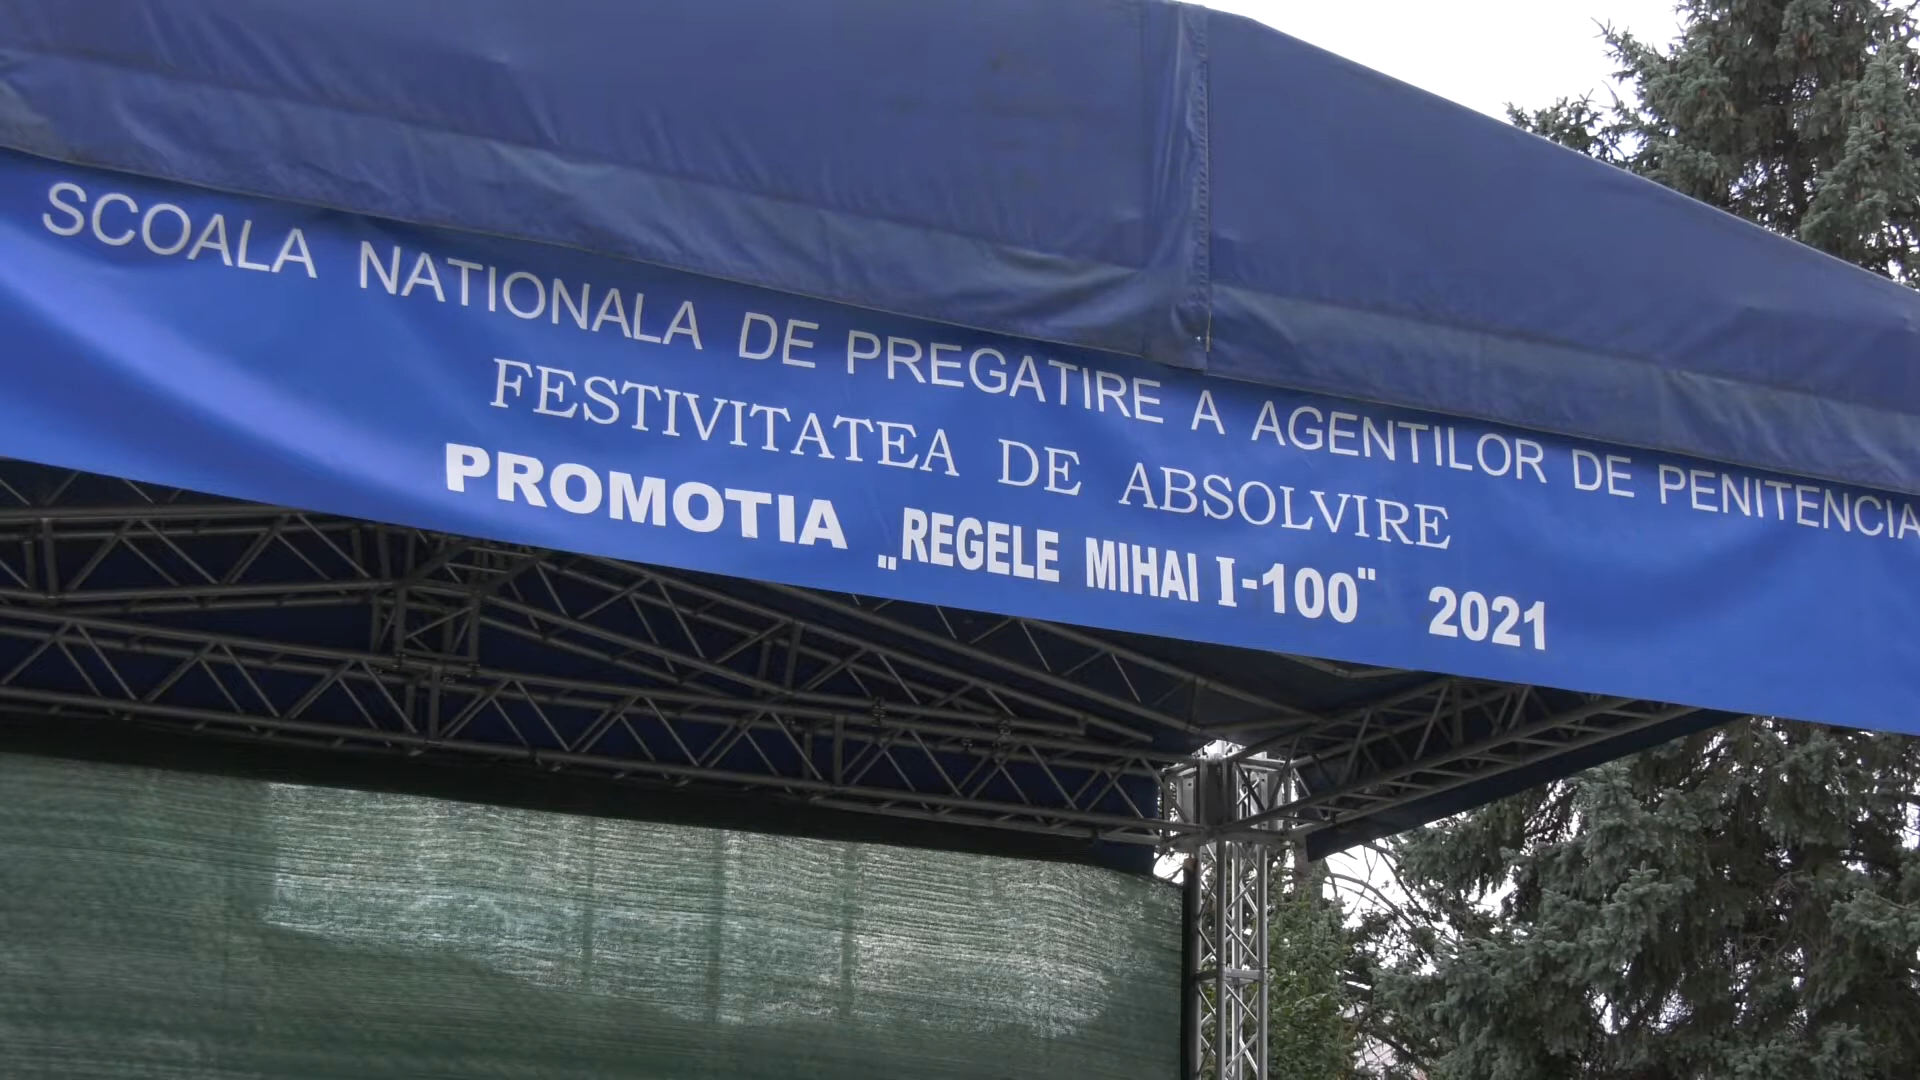 SCOALA NATIONALA DE PREGATIRE A AGENTILOR DE PENITENCIA
FESTIVITATEA DE ABSOLVIRE
PROMOTIA „REGELE MIHAI I-100¨ 2021